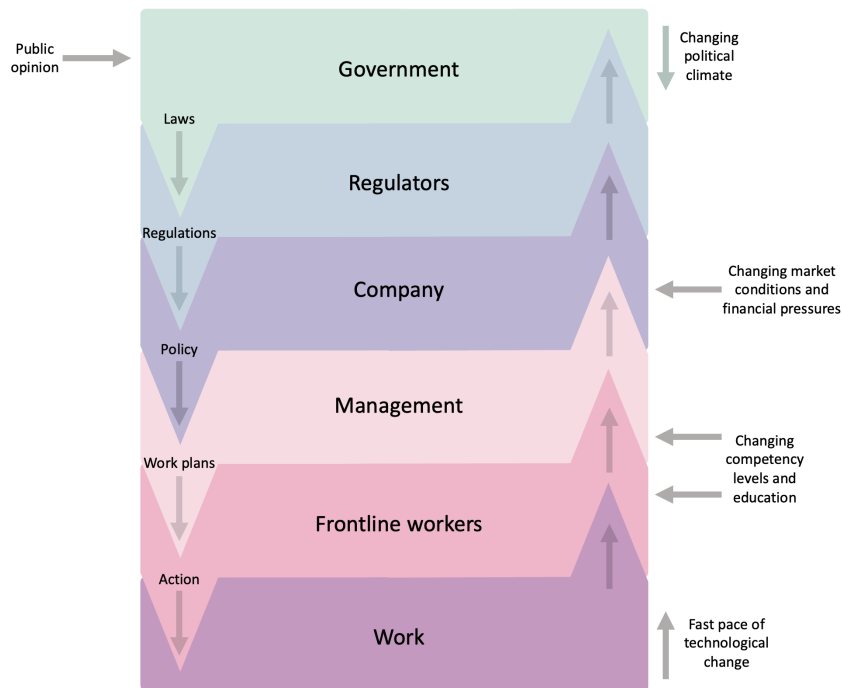 Public
opinion
Government
Changing
political
climate
Laws
Regulators
Regulations
Company
Changing market
conditions and
financial pressures
Policy
Management
Work plans
Changing
competency
levels and
education
Frontline workers
Action
Work
Fast pace of
technological
change